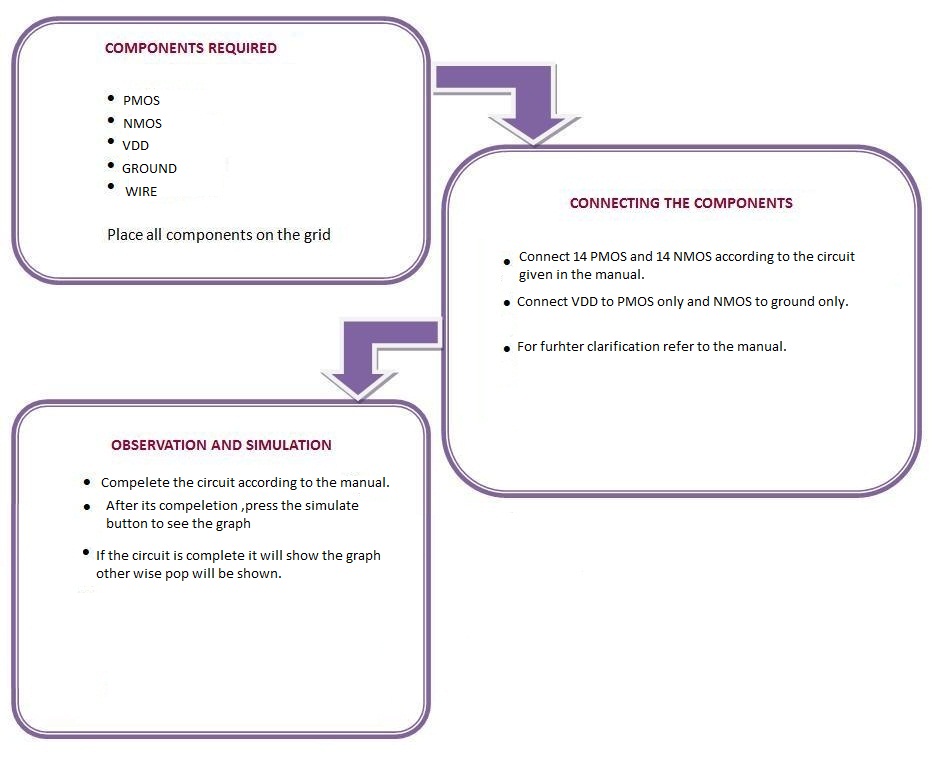 COMPONENTS REQUIRED
• PMOS
• NMOS
• VDD
• GROUND
• WIRE
Place all components on the grid
CONNECTING THE COMPONENTS
• Connect 14 PMOS and 14 NMOS according to the circuit
given in the manual.
• Connect VDD to PMOS only and NMOS to ground only.
• For furhter clarification refer to the manual.
OBSERVATION AND SIMULATION
• Compelete the circuit according to the manual.
• After its compeletion ,press the simulate
button to see the graph
• If the circuit is complete it will show the graph
other wise pop will be shown.